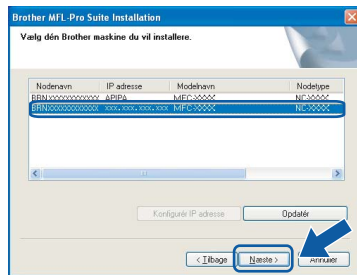 Brother MFL-Pro Suite Installation
Vælg dén Brother maskine du vil installere.
Nodenavn IP adresse Modelnavn Nodetype
BRNxxxxxxxxxxxx APIPA MFC-XXXX NC-XXXX
BRNxxxxxxxxxxxx xxx.xxx.xxx.xxx MFC-XXXX NC-XXXX
Konfigurér IP adresse Opdatér
< Tilbage Næste > Annuller